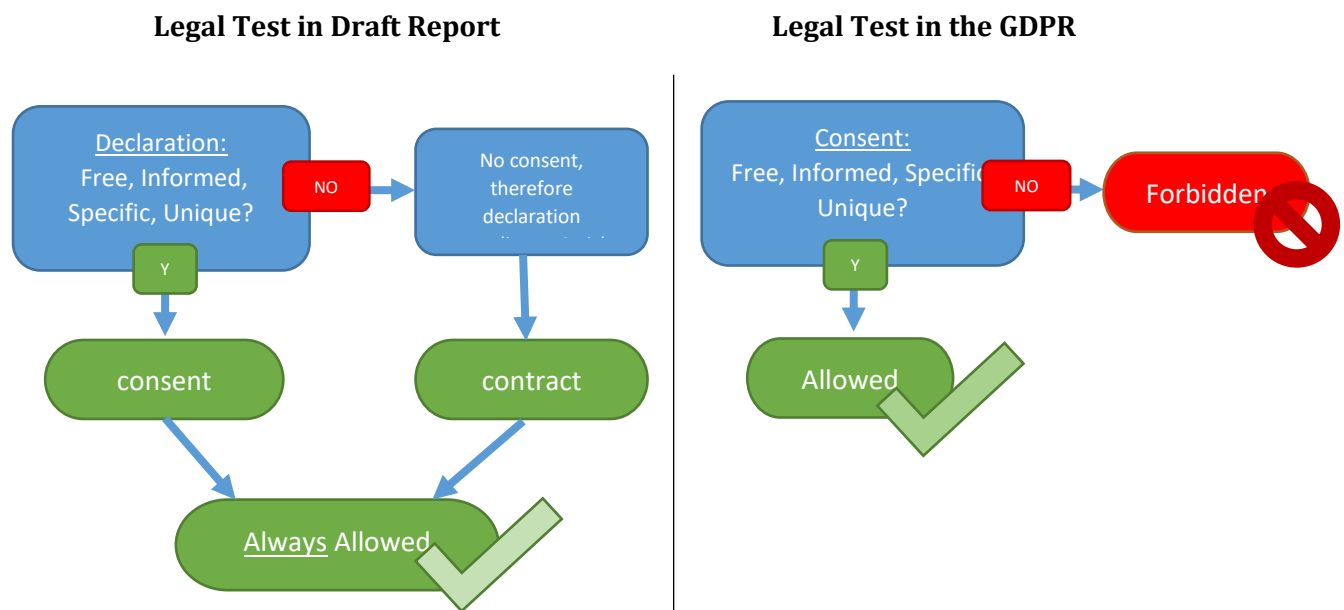 Legal Test in Draft Report
Declaration:
Free, Informed,
Specific, Unique?
NO
No consent,
therefore
declaration
Y
consent
contract
Always Allowed
Legal Test in the GDPR
Consent:
Free, Informed, Specific
Unique?
NO
Forbidden
Y
Allowed